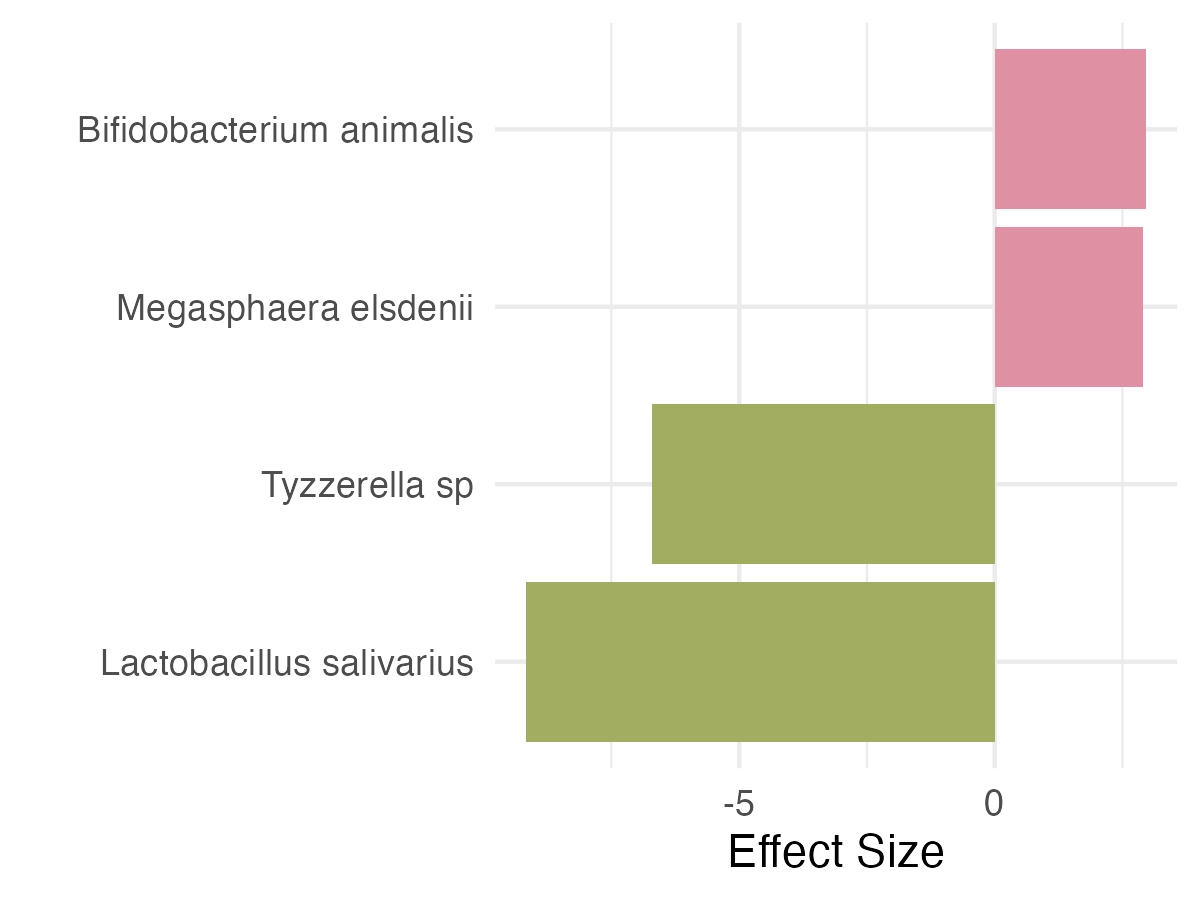 Bifidobacterium animalis
Megasphaera elsdenii
Tyzzerella sp
Lactobacillus salivarius
-5 0
Effect Size